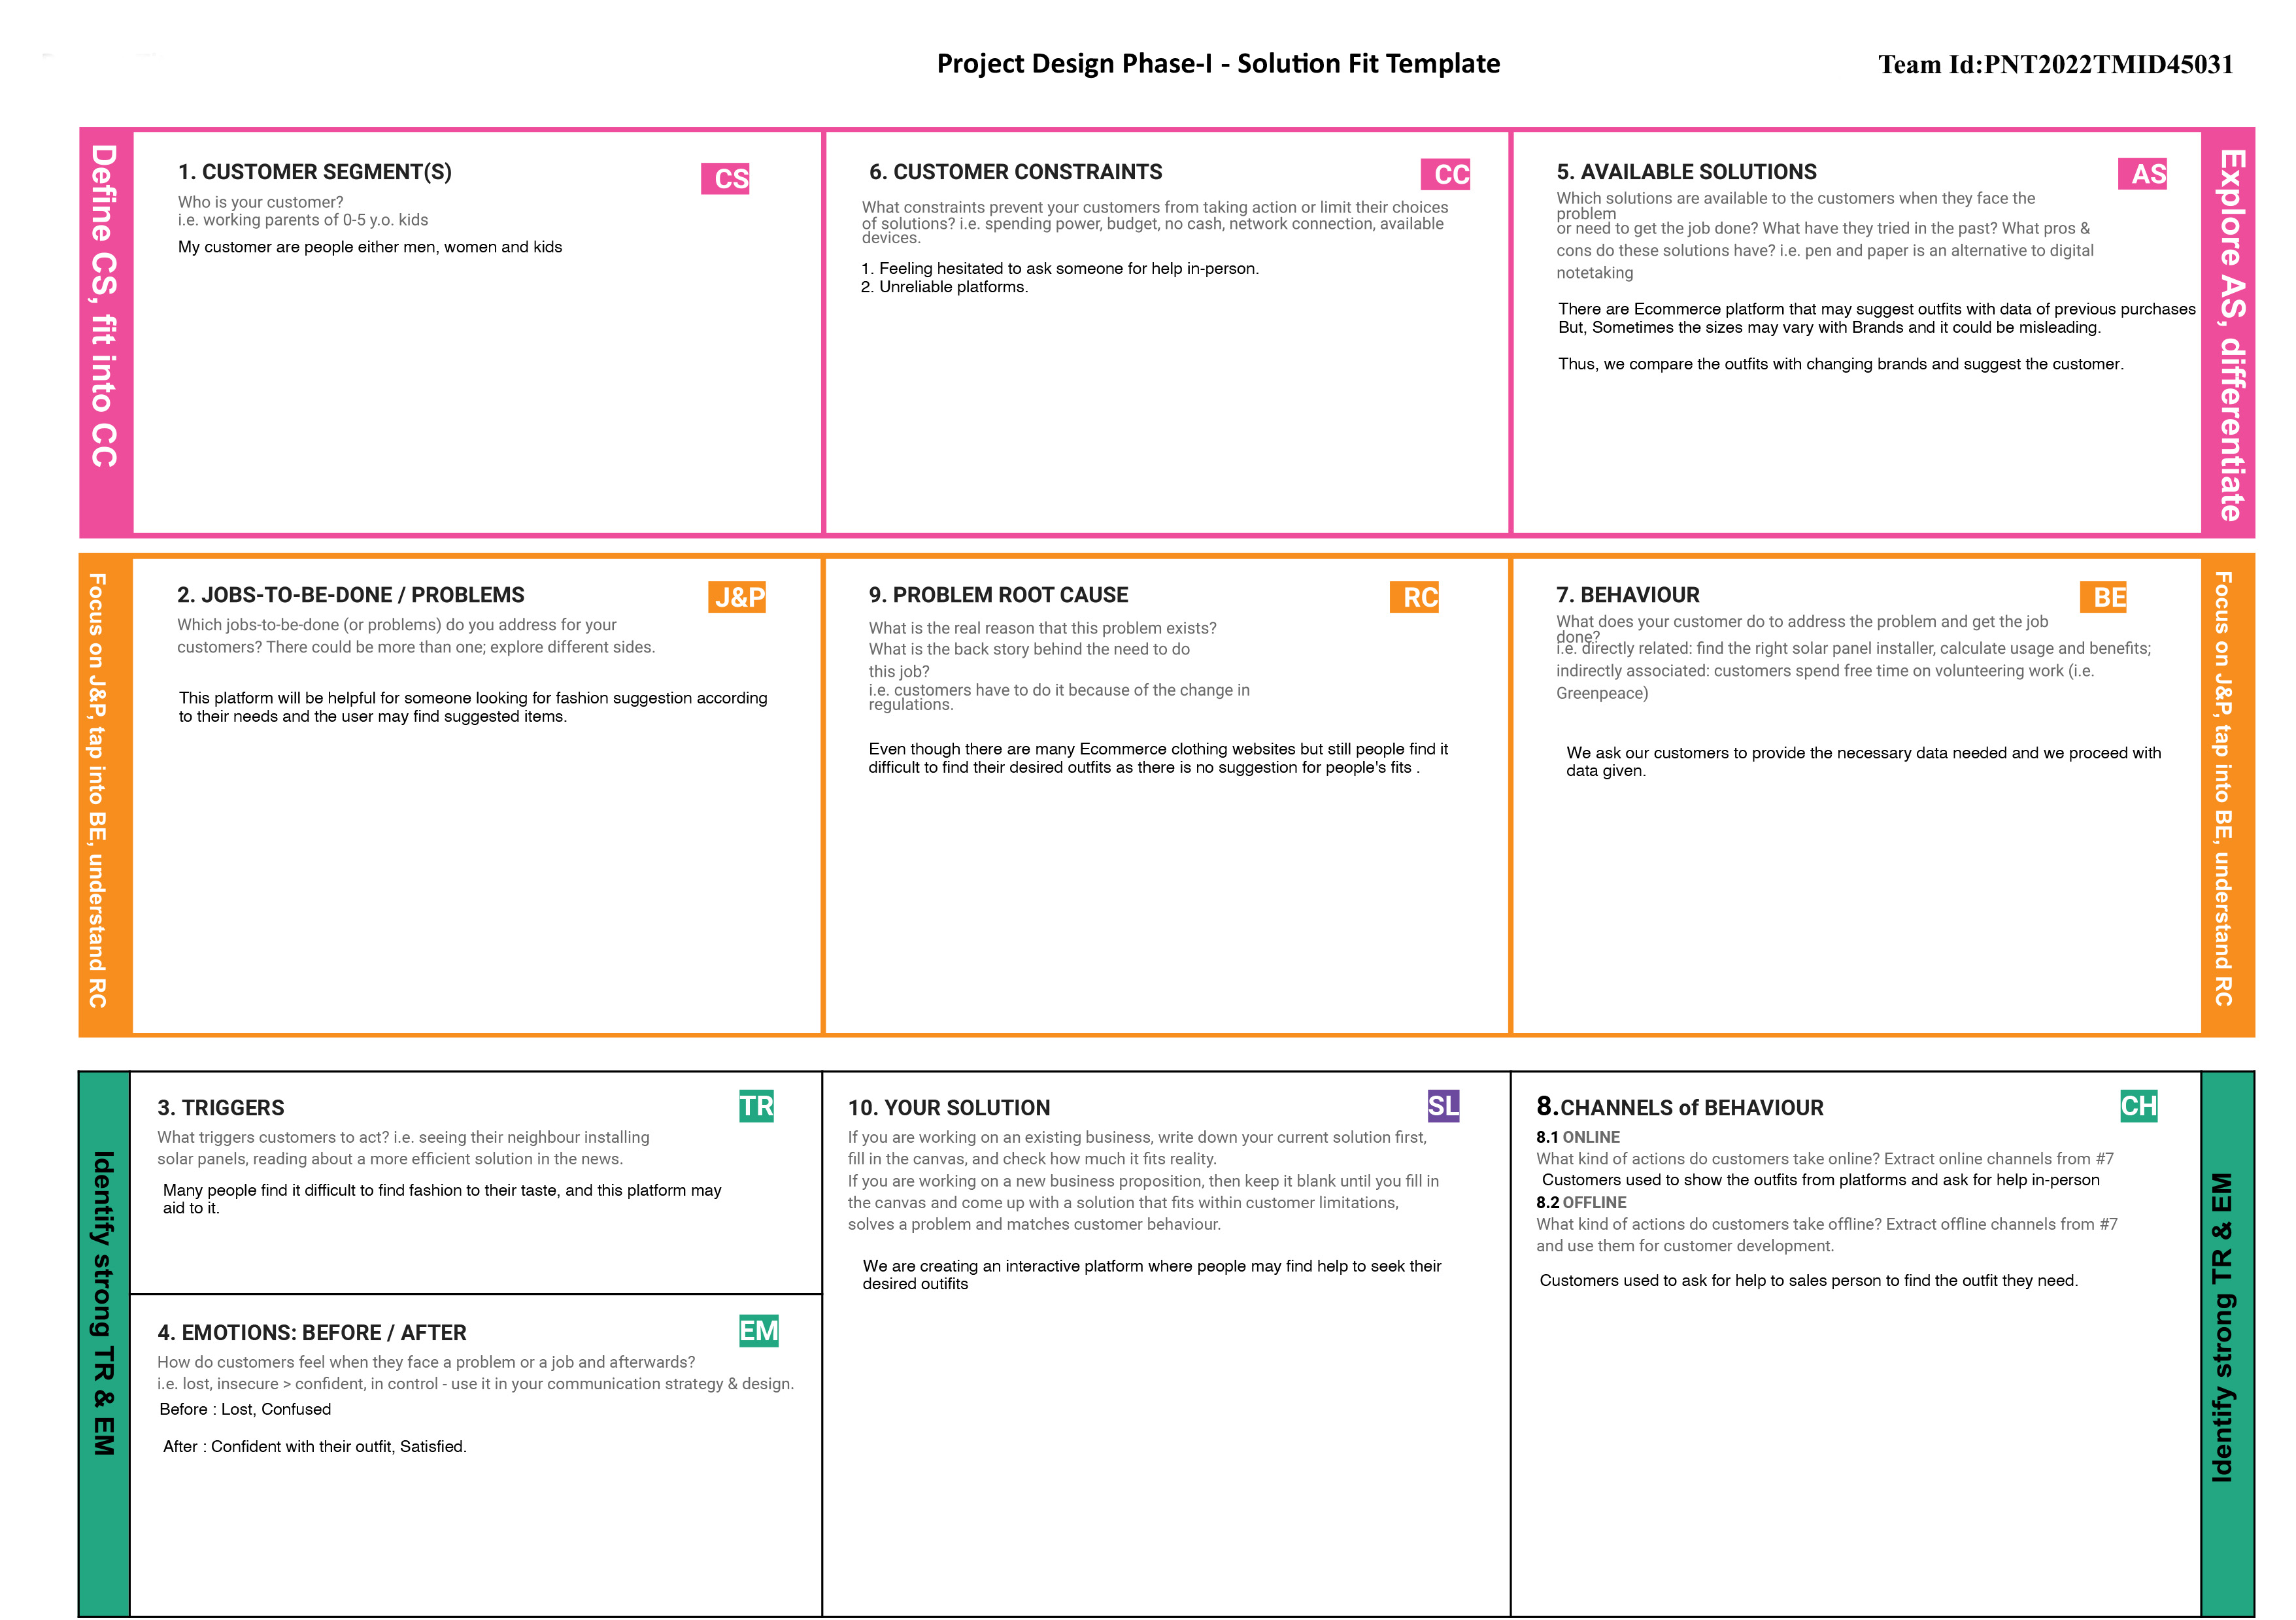 Project Design Phase-I - Solution Fit Template
Team Id:PNT2022TMID45031
Define CS, fit into CC
1. CUSTOMER SEGMENT(S)
CS
Who is your customer?
i.e. working parents of 0-5 y.o. kids
My customer are people either men, women and kids
6. CUSTOMER CONSTRAINTS
CC
What constraints prevent your customers from taking action or limit their choices
of solutions? i.e. spending power, budget, no cash, network connection, available
devices.
1. Feeling hesitated to ask someone for help in-person.
2. Unreliable platforms.
5. AVAILABLE SOLUTIONS
AS
Which solutions are available to the customers when they face the
problem
or need to get the job done? What have they tried in the past? What pros &
cons do these solutions have? i.e. pen and paper is an alternative to digital
notetaking
There are Ecommerce platform that may suggest outfits with data of previous purchases
But, Sometimes the sizes may vary with Brands and it could be misleading.
Thus, we compare the outfits with changing brands and suggest the customer.
Explore AS, differentiate
Focus on J&P, tap into BE, understand RC
2. JOBS-TO-BE-DONE / PROBLEMS
J&P
Which jobs-to-be-done (or problems) do you address for your
customers? There could be more than one; explore different sides.
This platform will be helpful for someone looking for fashion suggestion according
to their needs and the user may find suggested items.
9. PROBLEM ROOT CAUSE
RC
What is the real reason that this problem exists?
What is the back story behind the need to do
this job?
i.e. customers have to do it because of the change in
regulations.
Even though there are many Ecommerce clothing websites but still people find it
difficult to find their desired outfits as there is no suggestion for people's fits .
7. BEHAVIOUR
BE
What does your customer do to address the problem and get the job
done?
i.e. directly related: find the right solar panel installer, calculate usage and benefits;
indirectly associated: customers spend free time on volunteering work (i.e.
Greenpeace)
We ask our customers to provide the necessary data needed and we proceed with
data given.
Focus on J&P, tap into BE, understand RC
Identify strong TR & EM
3. TRIGGERS
TR
What triggers customers to act? i.e. seeing their neighbour installing
solar panels, reading about a more efficient solution in the news.
Many people find it difficult to find fashion to their taste, and this platform may
aid to it.
4. EMOTIONS: BEFORE / AFTER
EM
How do customers feel when they face a problem or a job and afterwards?
i.e. lost, insecure > confident, in control - use it in your communication strategy & design.
Before : Lost, Confused
After : Confident with their outfit, Satisfied.
10. YOUR SOLUTION
SL
If you are working on an existing business, write down your current solution first,
fill in the canvas, and check how much it fits reality.
If you are working on a new business proposition, then keep it blank until you fill in
the canvas and come up with a solution that fits within customer limitations,
solves a problem and matches customer behaviour.
We are creating an interactive platform where people may find help to seek their
desired outifits
8.CHANNELS of BEHAVIOUR
CH
8.1 ONLINE
What kind of actions do customers take online? Extract online channels from #7
Customers used to show the outfits from platforms and ask for help in-person
8.2 OFFLINE
What kind of actions do customers take offline? Extract offline channels from #7
and use them for customer development.
Customers used to ask for help to sales person to find the outfit they need.
Identify strong TR & EM